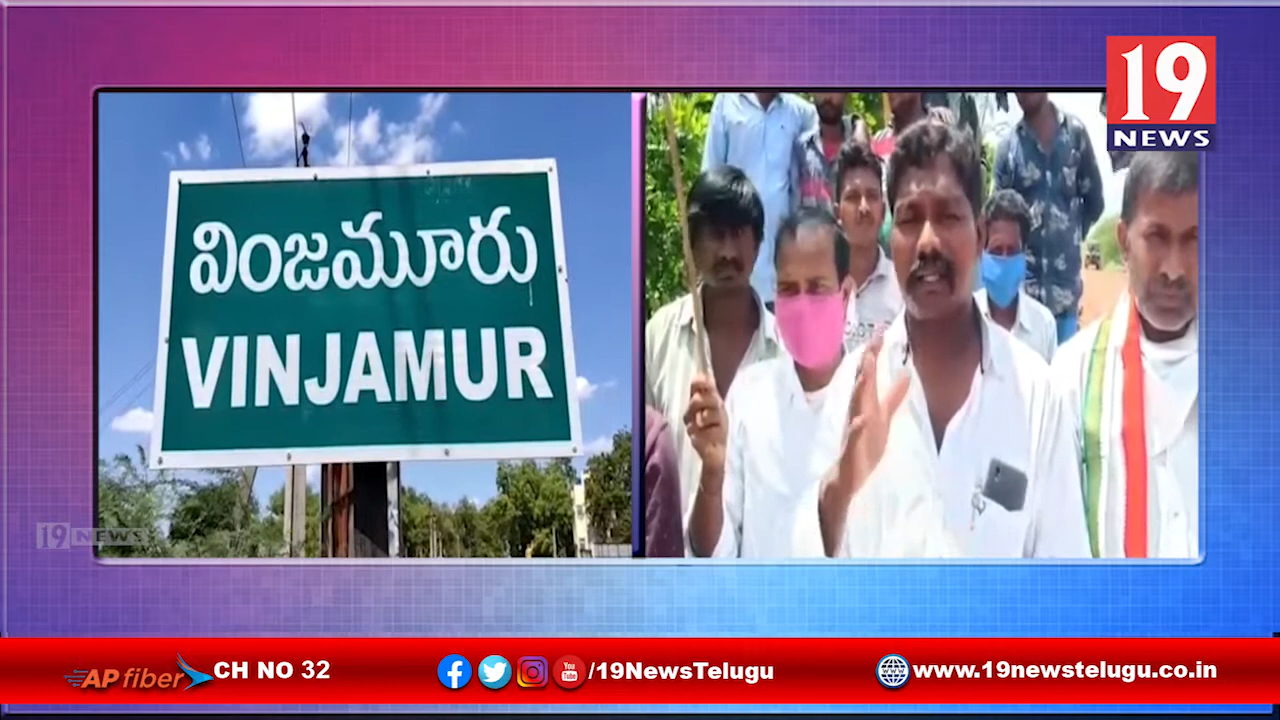 19
NEWS
వింజమూరు
VINJAMUR
19 NEWS
AP fiber CH NO 32
/19NewsTelugu
www.19newstelugu.co.in